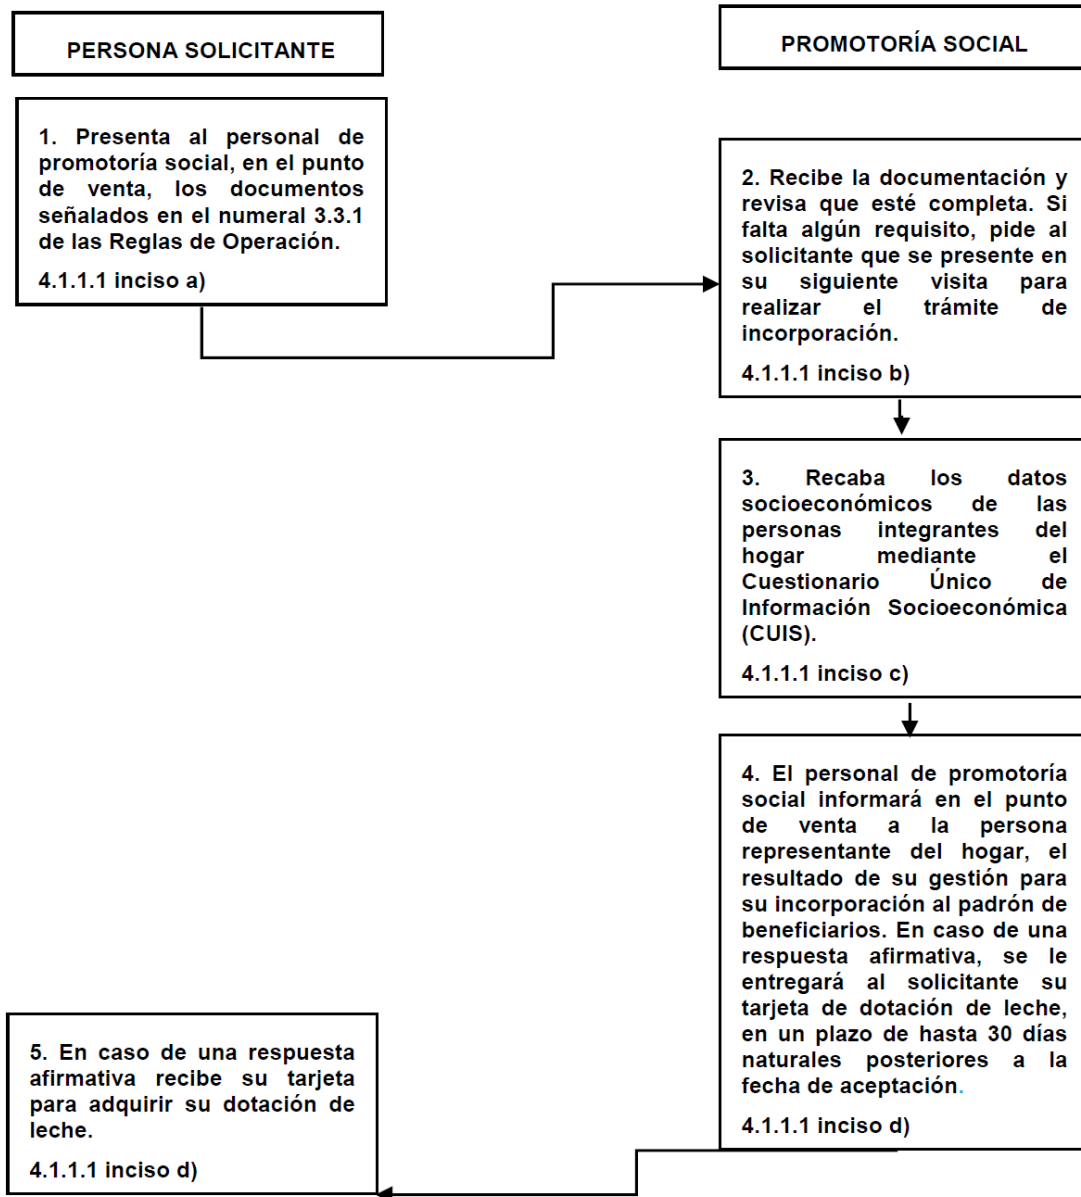 PERSONA SOLICITANTE
PROMOTORÍA SOCIAL
1. Presenta al personal de
promotoría social, en el punto
de venta, los documentos
señalados en el numeral 3.3.1
de las Reglas de Operación.
4.1.1.1 inciso a)
2. Recibe la documentación y
revisa que esté completa. Si
falta algún requisito, pide al
solicitante que se presente en
su siguiente visita para
realizar el trámite de
incorporación.
4.1.1.1 inciso b)
3. Recaba los datos
socioeconómicos de las
personas integrantes del
hogar mediante el
Cuestionario Único de
Información Socioeconómica
(CUIS).
4.1.1.1 inciso c)
4. El personal de promotoría
social informará en el punto
de venta a la persona
representante del hogar, el
resultado de su gestión para
su incorporación al padrón de
beneficiarios. En caso de una
respuesta afirmativa, se le
entregará al solicitante su
tarjeta de dotación de leche,
en un plazo de hasta 30 días
naturales posteriores a la
fecha de aceptación.
4.1.1.1 inciso d)
5. En caso de una respuesta
afirmativa recibe su tarjeta
para adquirir su dotación de
leche.
4.1.1.1 inciso d)